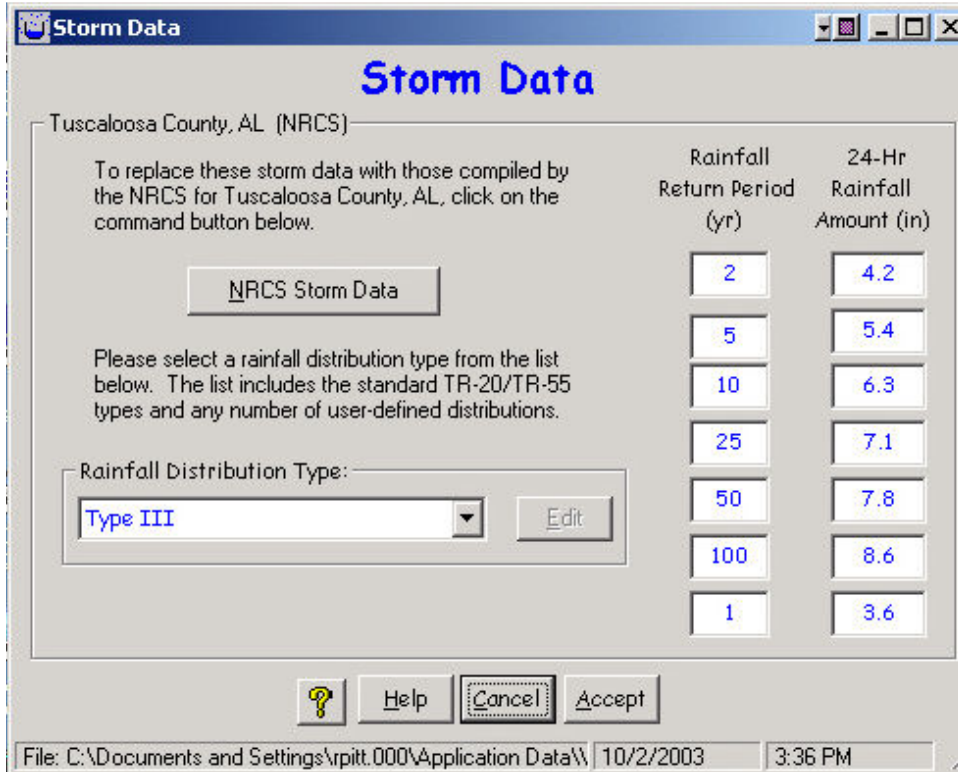 Storm Data
Storm Data
Tuscaloosa County, AL (NRCS)
To replace these storm data with those compiled by
the NRCS for Tuscaloosa County, AL, click on the
command button below.
NRCS Storm Data
Please select a rainfall distribution type from the list
below. The list includes the standard TR-20/TR-55
types and any number of user-defined distributions.
Rainfall Distribution Type:
Type III
Edit
Rainfall
Return Period
(yr)
24-Hr
Rainfall
Amount (in)
2 4.2
5 5.4
10 6.3
25 7.1
50 7.8
100 8.6
1 3.6
? Help Cancel Accept
File: C:\Documents and Settings\rpitt.000\Application Data\\ 10/2/2003 3:36 PM